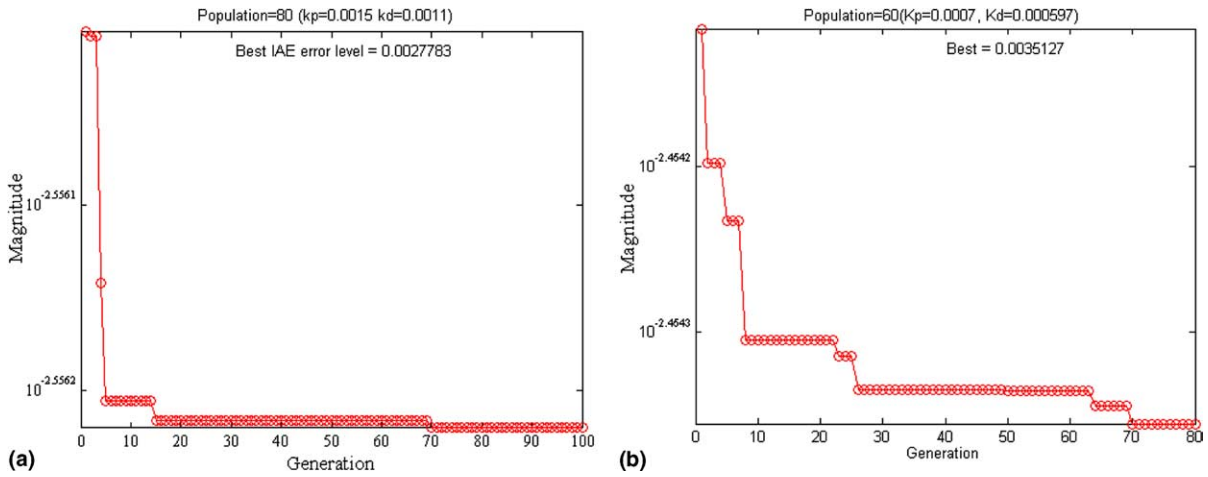 Population=80 (kp=0.0015 kd=0.0011)
Best IAE error level = 0.0027783
Magnitude
10^-2.5561
10^-2.5562
0 10 20 30 40 50 60 70 80 90 100
Generation
(a)
Population=60(Kp=0.0007 , Kd=0.000597)
Best = 0.0035127
Magnitude
10^-2.4542
10^-2.4543
0 10 20 30 40 50 60 70 80
Generation
(b)